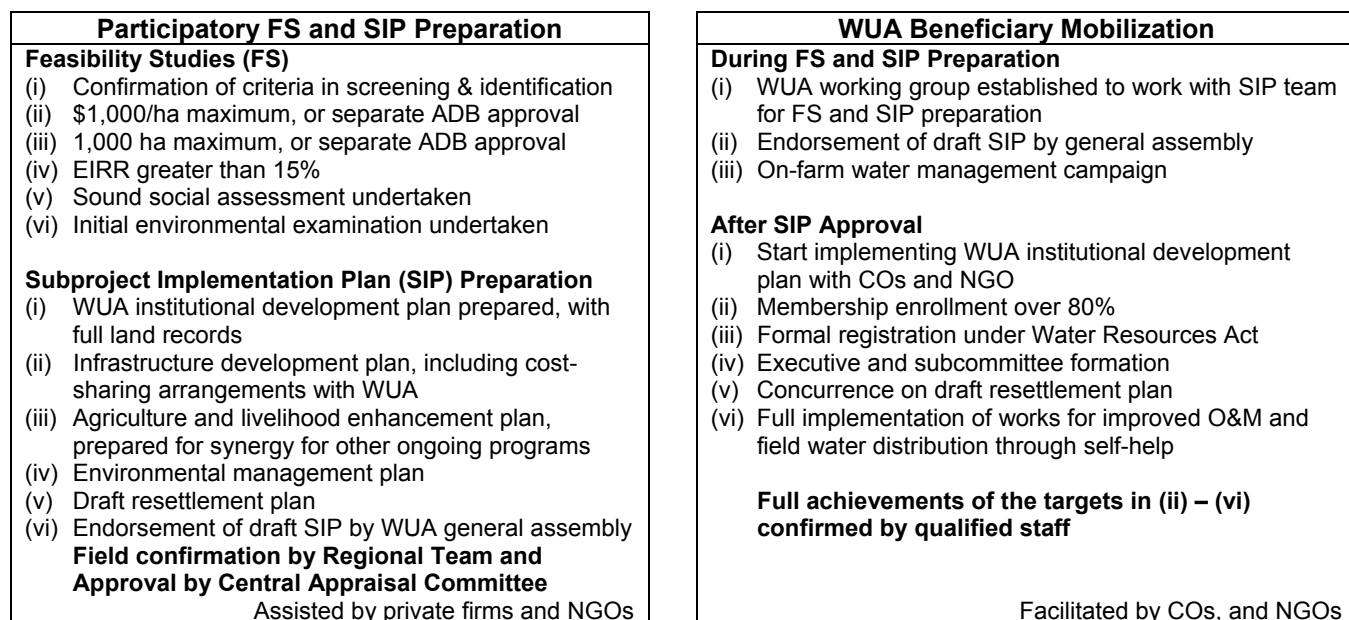 Participatory FS and SIP Preparation
Feasibility Studies (FS)
(i) Confirmation of criteria in screening & identification
(ii) $1,000/ha maximum, or separate ADB approval
(iii) 1,000 ha maximum, or separate ADB approval
(iv) EIRR greater than 15%
(v) Sound social assessment undertaken
(vi) Initial environmental examination undertaken
Subproject Implementation Plan (SIP) Preparation
(i) WUA institutional development plan prepared, with
full land records
(ii) Infrastructure development plan, including cost-
sharing arrangements with WUA
(iii) Agriculture and livelihood enhancement plan,
prepared for synergy for other ongoing programs
(iv) Environmental management plan
(v) Draft resettlement plan
(vi) Endorsement of draft SIP by WUA general assembly
Field confirmation by Regional Team and
Approval by Central Appraisal Committee
Assisted by private firms and NGOs
WUA Beneficiary Mobilization
During FS and SIP Preparation
(i) WUA working group established to work with SIP team
for FS and SIP preparation
(ii) Endorsement of draft SIP by general assembly
(iii) On-farm water management campaign
After SIP Approval
(i) Start implementing WUA institutional development
plan with COs and NGO
(ii) Membership enrollment over 80%
(iii) Formal registration under Water Resources Act
(iv) Executive and subcommittee formation
(v) Concurrence on draft resettlement plan
(vi) Full implementation of works for improved O&M and
field water distribution through self-help
Full achievements of the targets in (ii) – (vi)
confirmed by qualified staff
Facilitated by COs, and NGOs